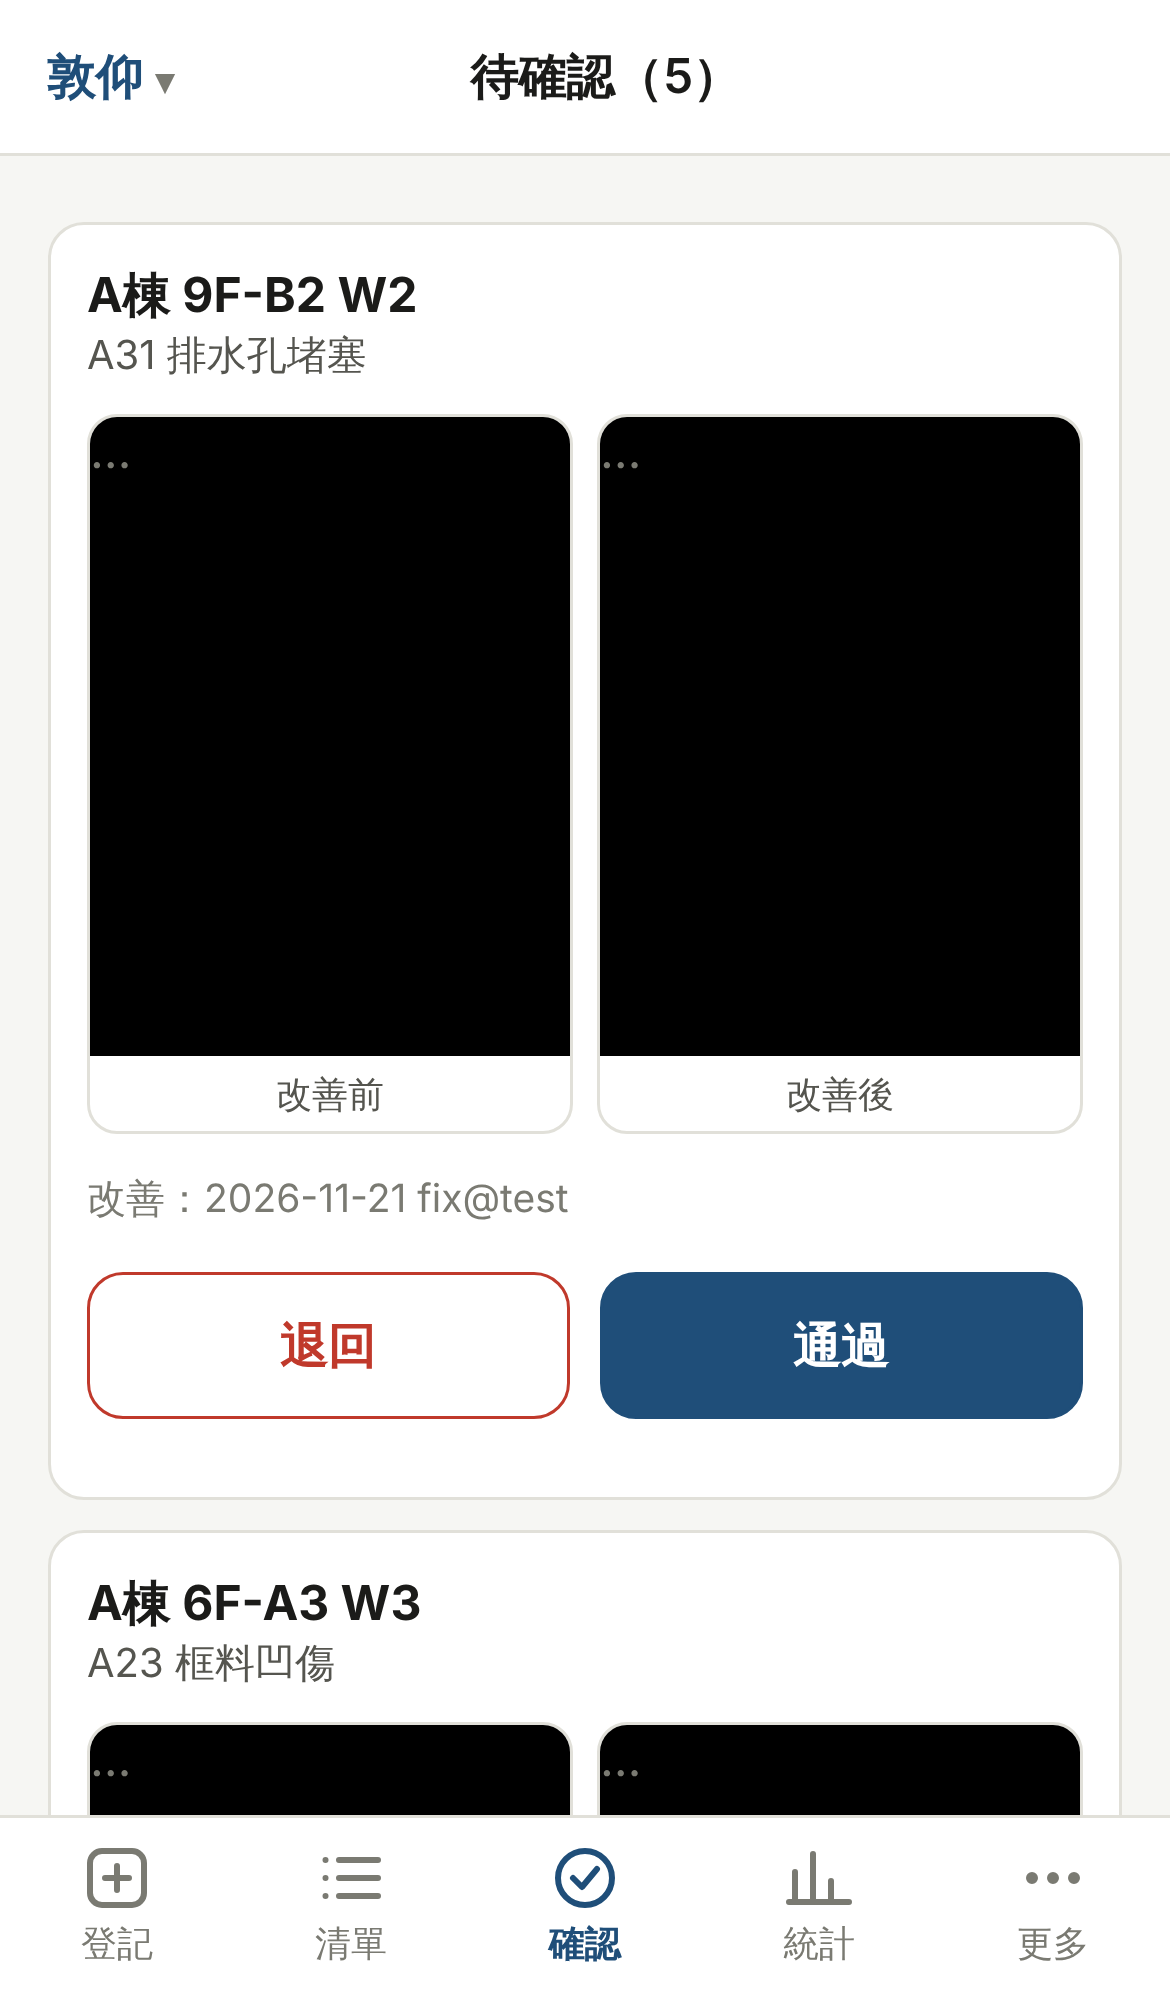 敦仰 ▾
待確認（5）
A棟 9F-B2 W2
A31 排水孔堵塞
...
...
改善前
改善後
改善：2026-11-21 fix@test
退回
通過
A棟 6F-A3 W3
A23 框料凹傷
...
...
登記
清單
確認
統計
更多